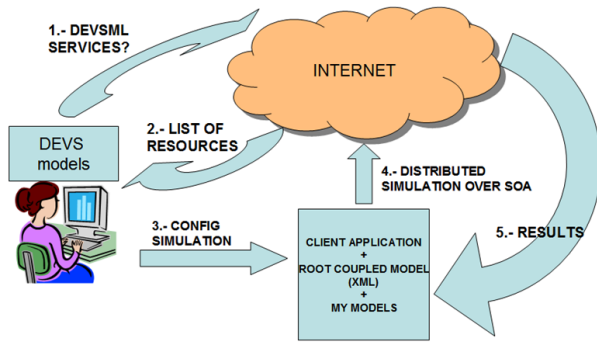 1.- DEVSML
SERVICES?
INTERNET
2.- LIST OF
RESOURCES
DEVS
models
4.- DISTRIBUTED
SIMULATION OVER SOA
3.- CONFIG
SIMULATION
5.- RESULTS
CLIENT APPLICATION
+
ROOT COUPLED MODEL
(XML)
+
MY MODELS